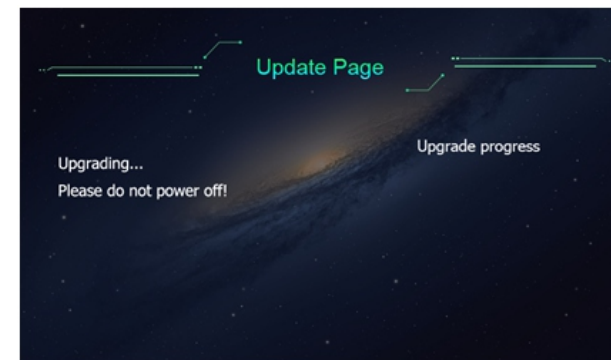 Update Page
Upgrading...
Please do not power off!
Upgrade progress